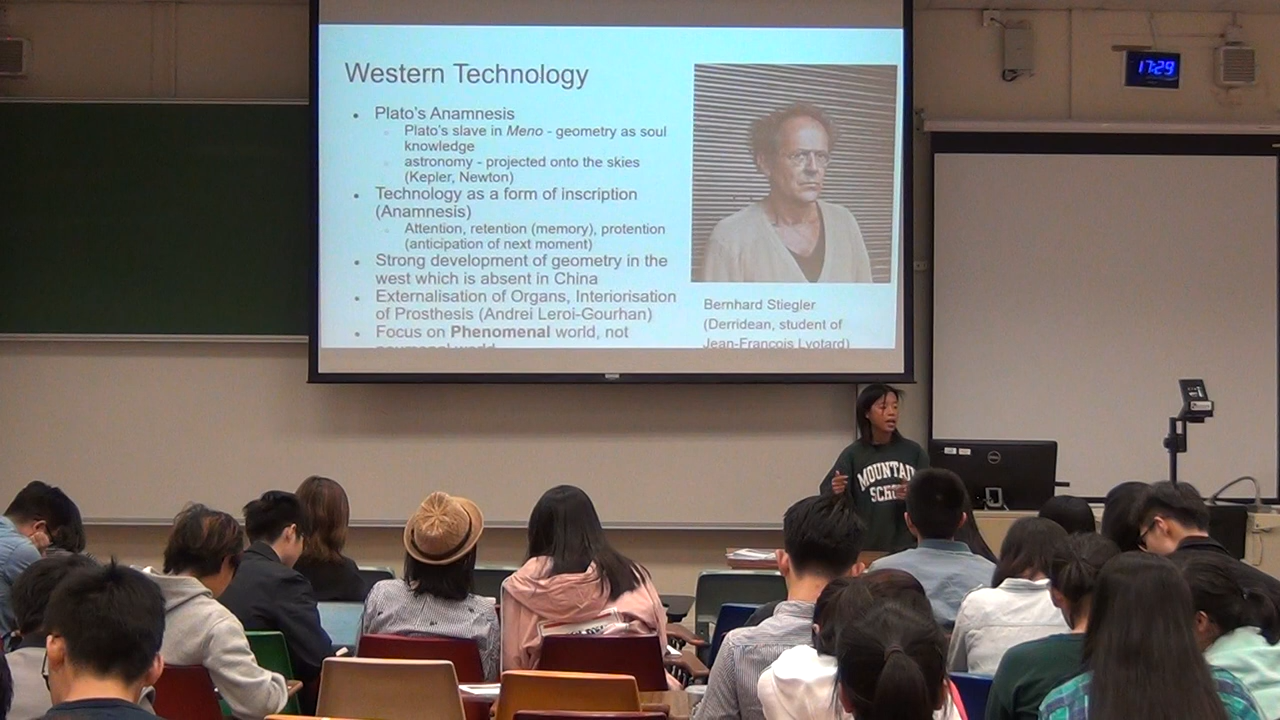 Western Technology
17:29
Plato's Anamnesis
Plato's slave in Meno - geometry as soul
knowledge
astronomy - projected onto the skies
(Kepler, Newton)
Technology as a form of inscription
(Anamnesis)
Attention, retention (memory), protention
(anticipation of next moment)
Strong development of geometry in the
west which is absent in China
Externalisation of Organs, Interiorisation
of Prosthesis (Andrei Leroi-Gourhan)
Focus on Phenomenal world, not
Bernhard Stiegler
(Derridean, student of
Jean-François Lyotard)
MOUNTAIN
DELL